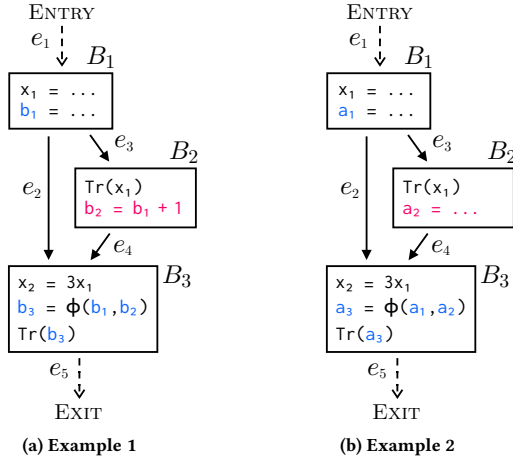 ENTRY
e₁
B₁
x₁ = ...
b₁ = ...
e₃
B₂
e₂
Tr(x₁)
b₂ = b₁ + 1
e₄
B₃
x₂ = 3x₁
b₃ = Φ(b₁,b₂)
Tr(b₃)
e₅
EXIT
(a) Example 1
ENTRY
e₁
B₁
x₁ = ...
a₁ = ...
e₃
B₂
e₂
Tr(x₁)
a₂ = ...
e₄
B₃
x₂ = 3x₁
a₃ = Φ(a₁,a₂)
Tr(a₃)
e₅
EXIT
(b) Example 2